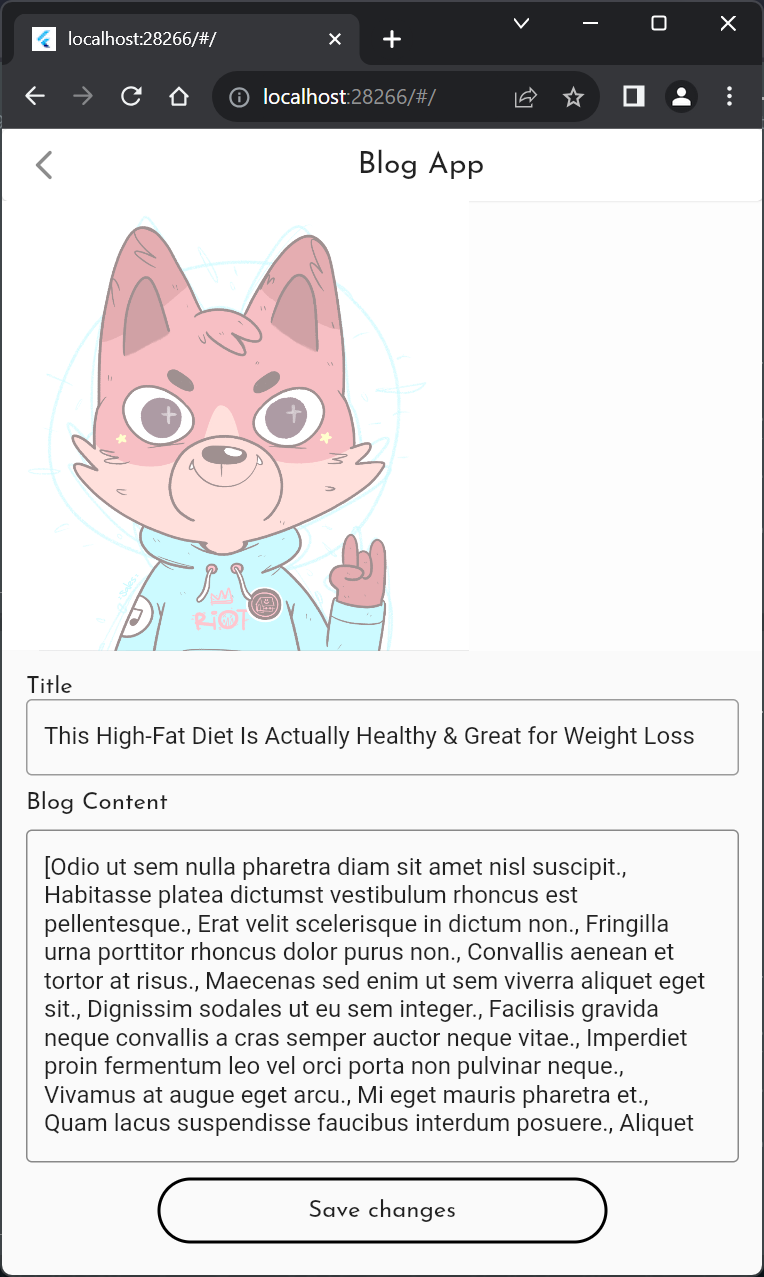 localhost:28266/#/
localhost:28266/#/
Blog App
RiOT
Title
This High-Fat Diet Is Actually Healthy & Great for Weight Loss
Blog Content
[Odio ut sem nulla pharetra diam sit amet nisl suscipit.,
Habitasse platea dictumst vestibulum rhoncus est
pellentesque., Erat velit scelerisque in dictum non., Fringilla
urna porttitor rhoncus dolor purus non., Convallis aenean et
tortor at risus., Maecenas sed enim ut sem viverra aliquet eget
sit., Dignissim sodales ut eu sem integer., Facilisis gravida
neque convallis a cras semper auctor neque vitae., Imperdiet
proin fermentum leo vel orci porta non pulvinar neque.,
Vivamus at augue eget arcu., Mi eget mauris pharetra et.,
Quam lacus suspendisse faucibus interdum posuere., Aliquet
Save changes